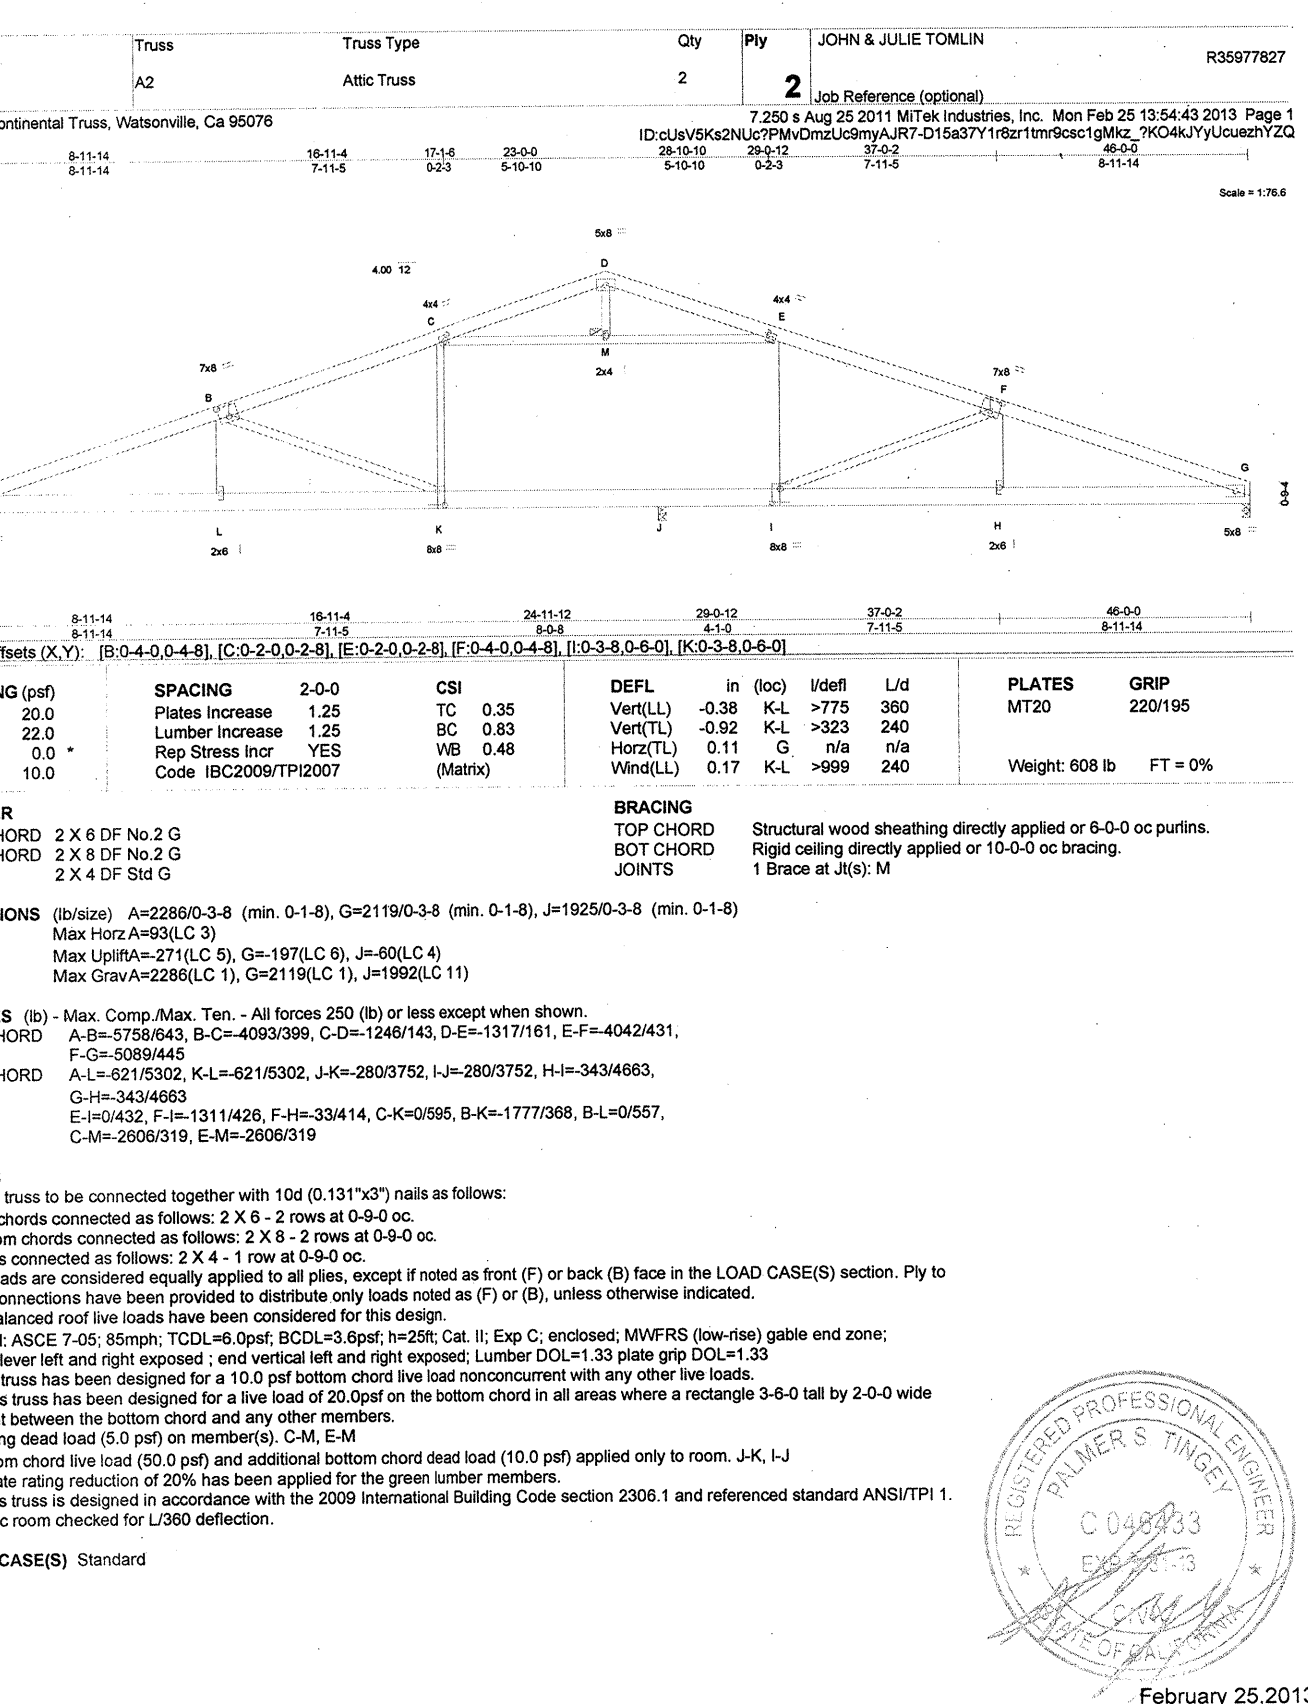 Truss Truss Type Qty Ply JOHN & JULIE TOMLIN
R35977827
A2 Attic Truss 2 2
Job Reference (optional)
ontinental Truss, Watsonville, Ca 95076 7.250 s Aug 25 2011 MiTek Industries, Inc. Mon Feb 25 13:54:43 2013 Page 1
ID:cUsV5Ks2NUc?PMvDmzUc9myAJR7-D15a37Y1r8zr1tmr9csc1gMkz_?KO4kJYyUcuezhYZQ
8-11-14 16-11-4 17-1-6 23-0-0 28-10-10 29-0-12 37-0-2 46-0-0
8-11-14 7-11-5 0-2-3 5-10-10 5-10-10 0-2-3 7-11-5 8-11-14
Scale = 1:76.6
5x8
D
4.00 12
4x4
C
4x4
E
M
2x4
7x8
B
7x8
F
G
0-9-4
L K J I H
2x6 8x8 8x8 2x6 5x8
8-11-14 16-11-4 24-11-12 29-0-12 37-0-2 46-0-0
8-11-14 7-11-5 8-0-8 4-1-0 7-11-5 8-11-14
ffsets (X,Y): [B:0-4-0,0-4-8], [C:0-2-0,0-2-8], [E:0-2-0,0-2-8], [F:0-4-0,0-4-8], [I:0-3-8,0-6-0], [K:0-3-8,0-6-0]
NG (psf) SPACING 2-0-0 CSI DEFL in (loc) l/defl L/d PLATES GRIP
20.0 Plates Increase 1.25 TC 0.35 Vert(LL) -0.38 K-L >775 360 MT20 220/195
22.0 Lumber Increase 1.25 BC 0.83 Vert(TL) -0.92 K-L >323 240
0.0 * Rep Stress Incr YES WB 0.48 Horz(TL) 0.11 G n/a n/a
10.0 Code IBC2009/TPI2007 (Matrix) Wind(LL) 0.17 K-L >999 240 Weight: 608 lb FT = 0%
R
HORD 2 X 6 DF No.2 G
HORD 2 X 8 DF No.2 G
2 X 4 DF Std G
BRACING
TOP CHORD Structural wood sheathing directly applied or 6-0-0 oc purlins.
BOT CHORD Rigid ceiling directly applied or 10-0-0 oc bracing.
JOINTS 1 Brace at Jt(s): M
IONS (lb/size) A=2286/0-3-8 (min. 0-1-8), G=2119/0-3-8 (min. 0-1-8), J=1925/0-3-8 (min. 0-1-8)
Max Horz A=93(LC 3)
Max UpliftA=-271(LC 5), G=-197(LC 6), J=-60(LC 4)
Max GravA=2286(LC 1), G=2119(LC 1), J=1992(LC 11)
S (lb) - Max. Comp./Max. Ten. - All forces 250 (lb) or less except when shown.
HORD A-B=-5758/643, B-C=-4093/399, C-D=-1246/143, D-E=-1317/161, E-F=-4042/431,
F-G=-5089/445
HORD A-L=-621/5302, K-L=-621/5302, J-K=-280/3752, I-J=-280/3752, H-I=-343/4663,
G-H=-343/4663
E-I=0/432, F-I=-1311/426, F-H=-33/414, C-K=0/595, B-K=-1777/368, B-L=0/557,
C-M=-2606/319, E-M=-2606/319
truss to be connected together with 10d (0.131"x3") nails as follows:
chords connected as follows: 2 X 6 - 2 rows at 0-9-0 oc.
om chords connected as follows: 2 X 8 - 2 rows at 0-9-0 oc.
s connected as follows: 2 X 4 - 1 row at 0-9-0 oc.
ads are considered equally applied to all plies, except if noted as front (F) or back (B) face in the LOAD CASE(S) section. Ply to
onnections have been provided to distribute only loads noted as (F) or (B), unless otherwise indicated.
alanced roof live loads have been considered for this design.
l: ASCE 7-05; 85mph; TCDL=6.0psf; BCDL=3.6psf; h=25ft; Cat. II; Exp C; enclosed; MWFRS (low-rise) gable end zone;
lever left and right exposed ; end vertical left and right exposed; Lumber DOL=1.33 plate grip DOL=1.33
truss has been designed for a 10.0 psf bottom chord live load nonconcurrent with any other live loads.
s truss has been designed for a live load of 20.0psf on the bottom chord in all areas where a rectangle 3-6-0 tall by 2-0-0 wide
t between the bottom chord and any other members.
ng dead load (5.0 psf) on member(s). C-M, E-M
om chord live load (50.0 psf) and additional bottom chord dead load (10.0 psf) applied only to room. J-K, I-J
ate rating reduction of 20% has been applied for the green lumber members.
s truss is designed in accordance with the 2009 International Building Code section 2306.1 and referenced standard ANSI/TPI 1.
c room checked for L/360 deflection.
CASE(S) Standard
REGISTERED PROFESSIONAL ENGINEER
PALMER S TINGEY
C 046433
CIVIL
STATE OF CALIFORNIA
February 25,2013